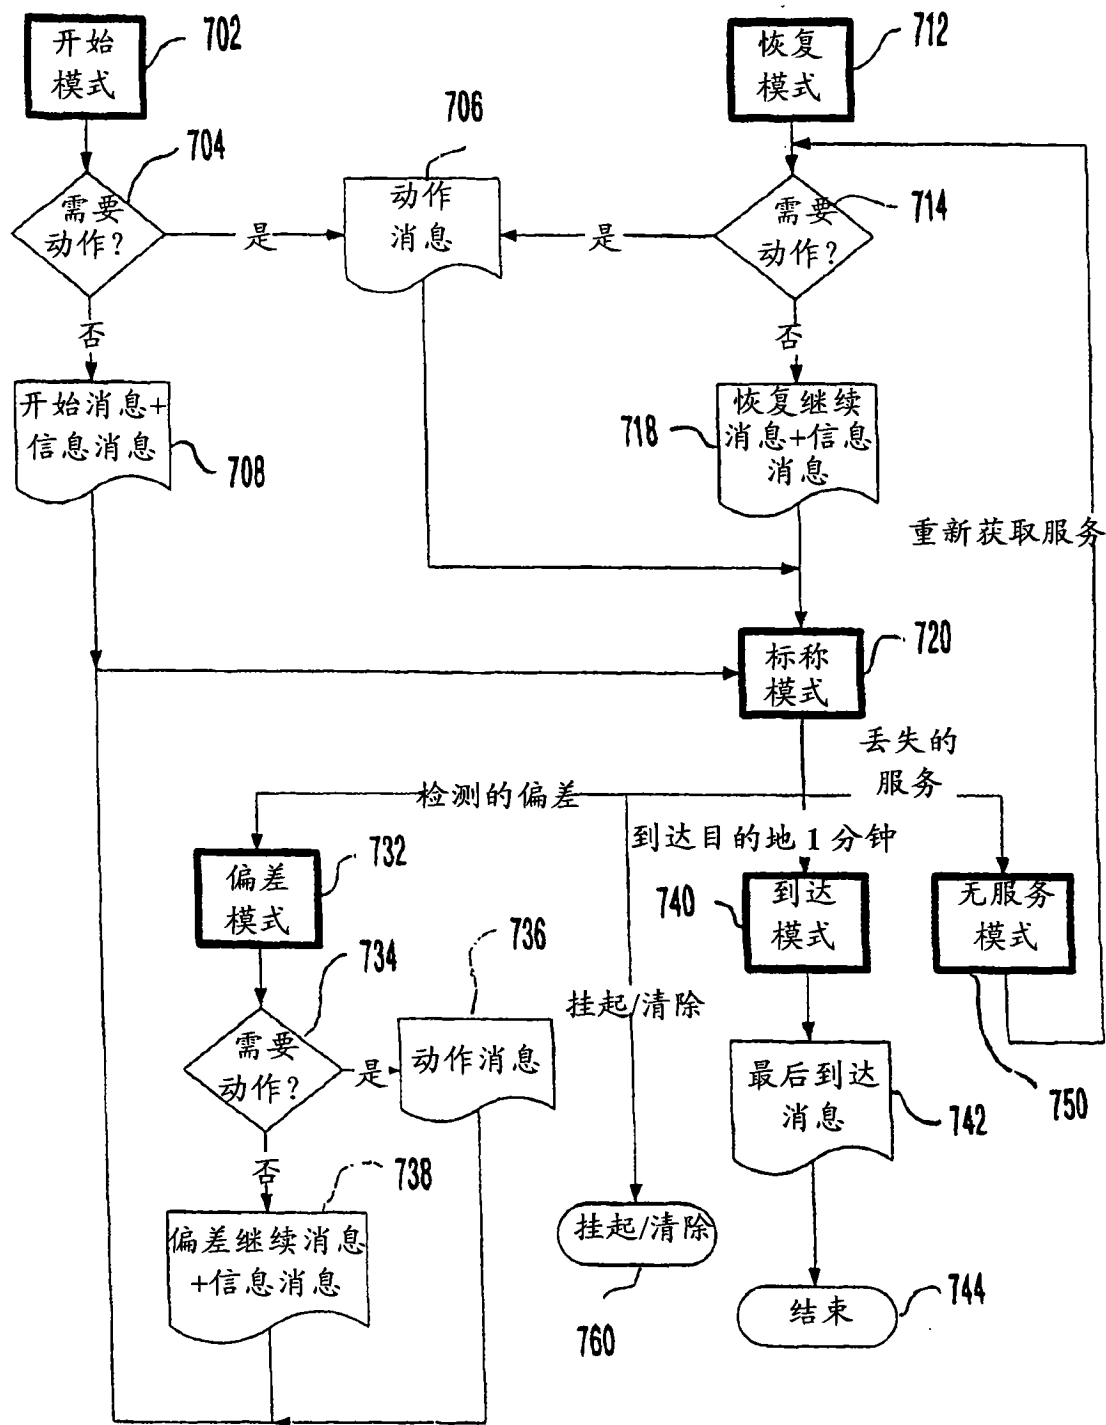 开始
模式
702
恢复
模式
712
704
706
需要
动作?
是
动作
消息
是
需要
动作?
714
否
否
开始消息+
信息消息
708
恢复继续
消息+信息
消息
718
重新获取服务
标称
模式
720
丢失的
服务
检测的偏差
到达目的地1分钟
偏差
模式
732
740
到达
模式
无服务
模式
734
736
挂起/清除
需要
动作?
是
动作消息
最后到达
消息
742
750
否
738
偏差继续消息
+信息消息
挂起/清除
760
结束
744